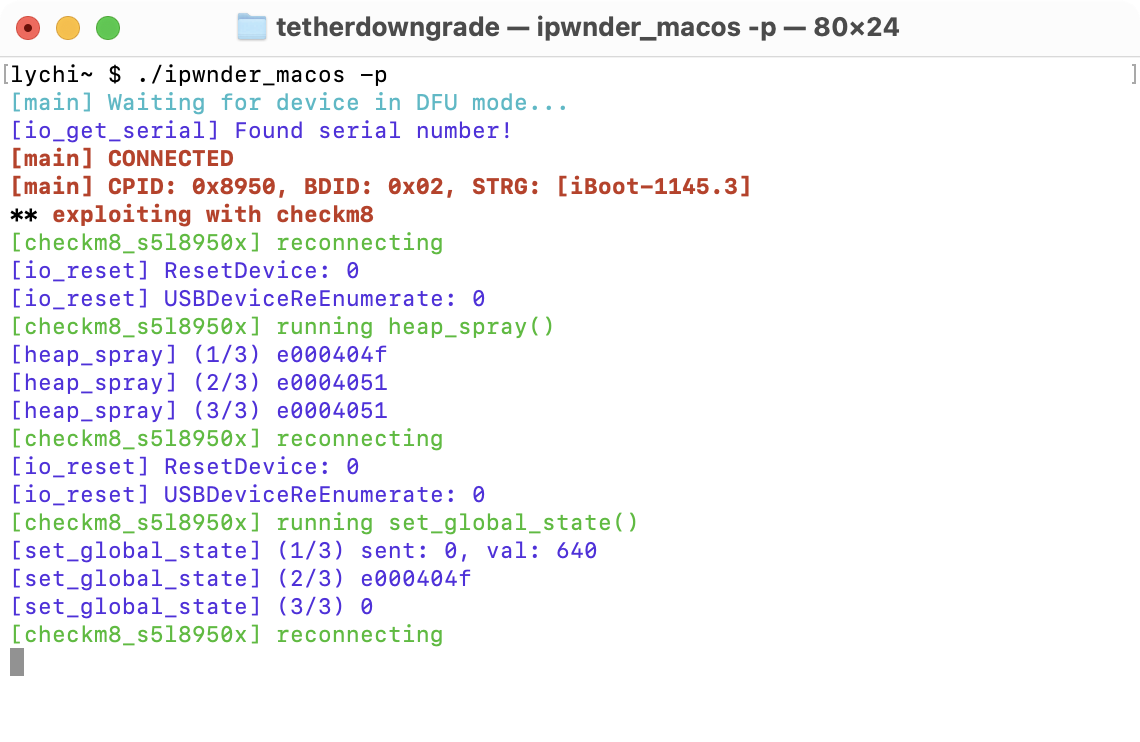 tetherdowngrade — ipwnder_macos -p — 80×24
[lychi~ $ ./ipwnder_macos -p ]
[main] Waiting for device in DFU mode...
[io_get_serial] Found serial number!
[main] CONNECTED
[main] CPID: 0x8950, BDID: 0x02, STRG: [iBoot-1145.3]
** exploiting with checkm8
[checkm8_s5l8950x] reconnecting
[io_reset] ResetDevice: 0
[io_reset] USBDeviceReEnumerate: 0
[checkm8_s5l8950x] running heap_spray()
[heap_spray] (1/3) e000404f
[heap_spray] (2/3) e0004051
[heap_spray] (3/3) e0004051
[checkm8_s5l8950x] reconnecting
[io_reset] ResetDevice: 0
[io_reset] USBDeviceReEnumerate: 0
[checkm8_s5l8950x] running set_global_state()
[set_global_state] (1/3) sent: 0, val: 640
[set_global_state] (2/3) e000404f
[set_global_state] (3/3) 0
[checkm8_s5l8950x] reconnecting